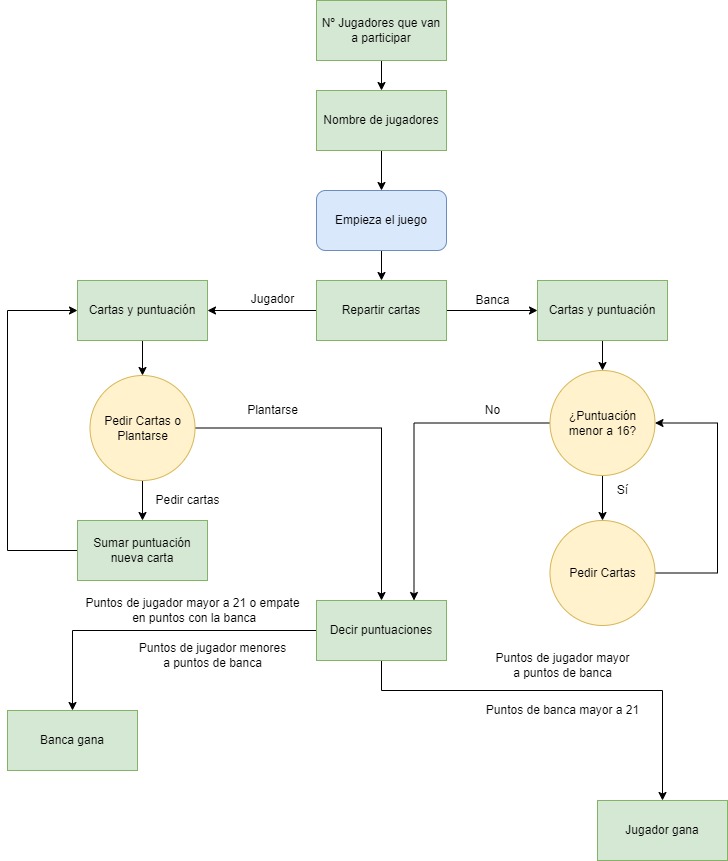 Nº Jugadores que van
a participar
Nombre de jugadores
Empieza el juego
Cartas y puntuación
Jugador
Repartir cartas
Banca
Cartas y puntuación
Pedir Cartas o
Plantarse
Plantarse
No
¿Puntuación
menor a 16?
Pedir cartas
Sí
Sumar puntuación
nueva carta
Pedir Cartas
Puntos de jugador mayor a 21 o empate
en puntos con la banca
Decir puntuaciones
Puntos de jugador menores
a puntos de banca
Puntos de jugador mayor
a puntos de banca
Puntos de banca mayor a 21
Banca gana
Jugador gana